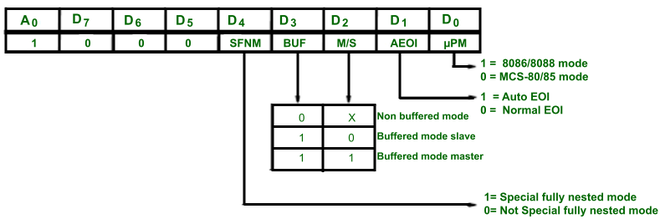 A0 D7 D6 D5 D4 D3 D2 D1 D0
1 0 0 0 SFNM BUF M/S AEOI µPM
1 = 8086/8088 mode
0 = MCS-80/85 mode
1 = Auto EOI
0 = Normal EOI
0 X Non buffered mode
1 0 Buffered mode slave
1 1 Buffered mode master
1= Special fully nested mode
0= Not Special fully nested mode